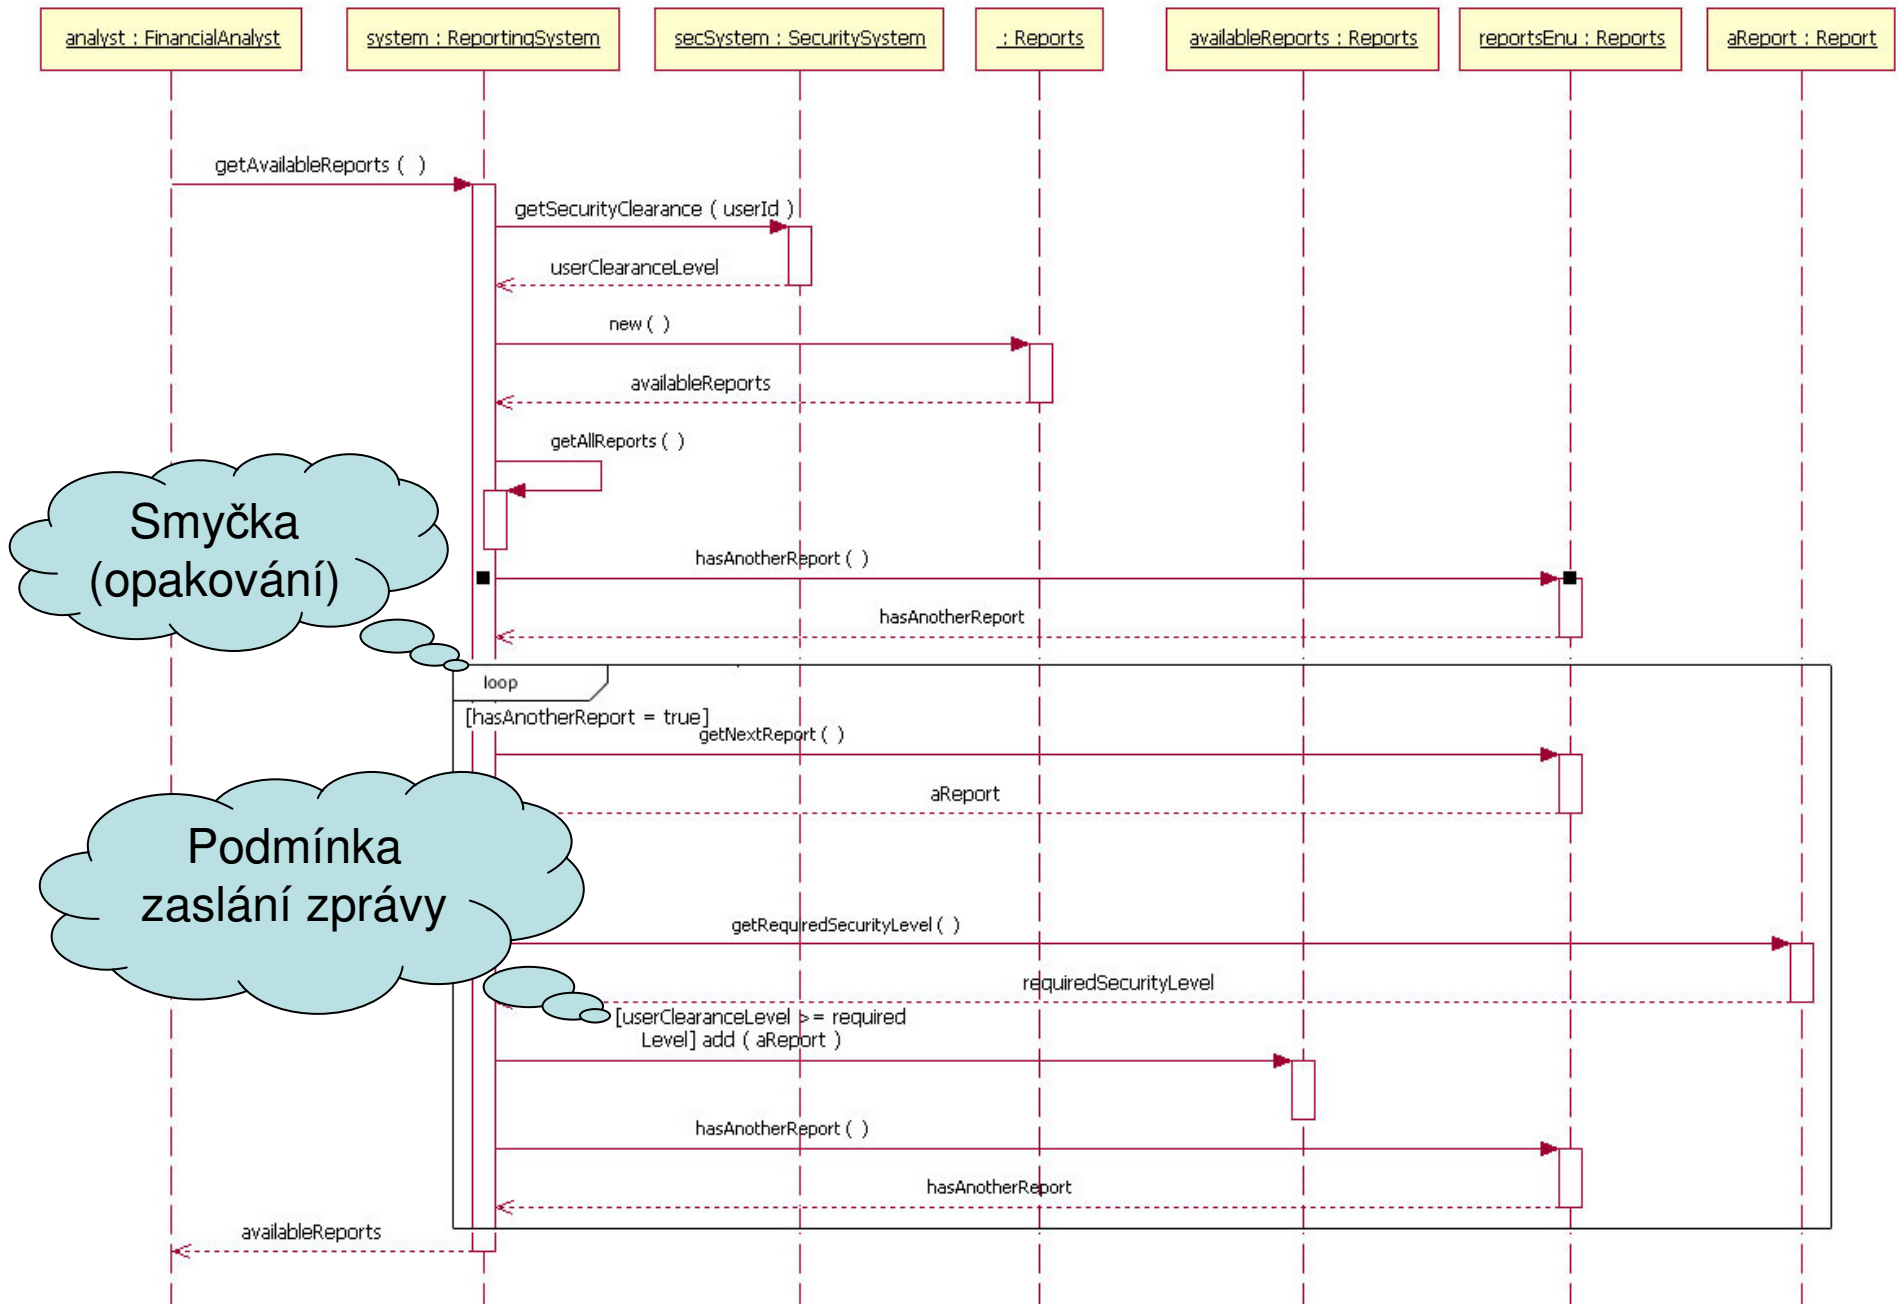 analyst : FinancialAnalyst
system : ReportingSystem
secSystem : SecuritySystem
: Reports
availableReports : Reports
reportsEnu : Reports
aReport : Report
getAvailableReports ( )
getSecurityClearance ( userId )
userClearanceLevel
new ( )
availableReports
getAllReports ( )
Smyčka
(opakování)
hasAnotherReport ( )
hasAnotherReport
loop
[hasAnotherReport = true]
getNextReport ( )
aReport
Podmínka
zaslání zprávy
getRequiredSecurityLevel ( )
requiredSecurityLevel
[userClearanceLevel >= required
Level] add ( aReport )
hasAnotherReport ( )
hasAnotherReport
availableReports